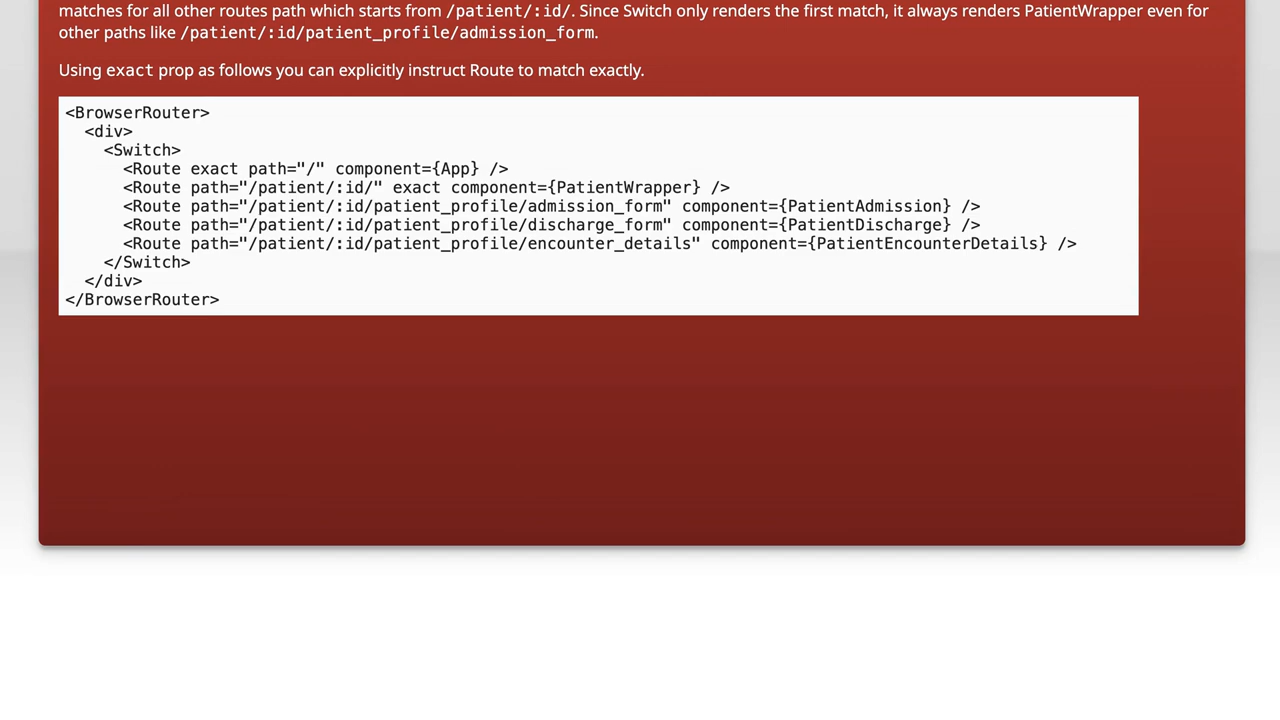 matches for all other routes path which starts from /patient/:id/. Since Switch only renders the first match, it always renders PatientWrapper even for
other paths like /patient/:id/patient_profile/admission_form.
Using exact prop as follows you can explicitly instruct Route to match exactly.
<BrowserRouter>
  <div>
    <Switch>
      <Route exact path="/" component={App} />
      <Route path="/patient/:id/" exact component={PatientWrapper} />
      <Route path="/patient/:id/patient_profile/admission_form" component={PatientAdmission} />
      <Route path="/patient/:id/patient_profile/discharge_form" component={PatientDischarge} />
      <Route path="/patient/:id/patient_profile/encounter_details" component={PatientEncounterDetails} />
    </Switch>
  </div>
</BrowserRouter>